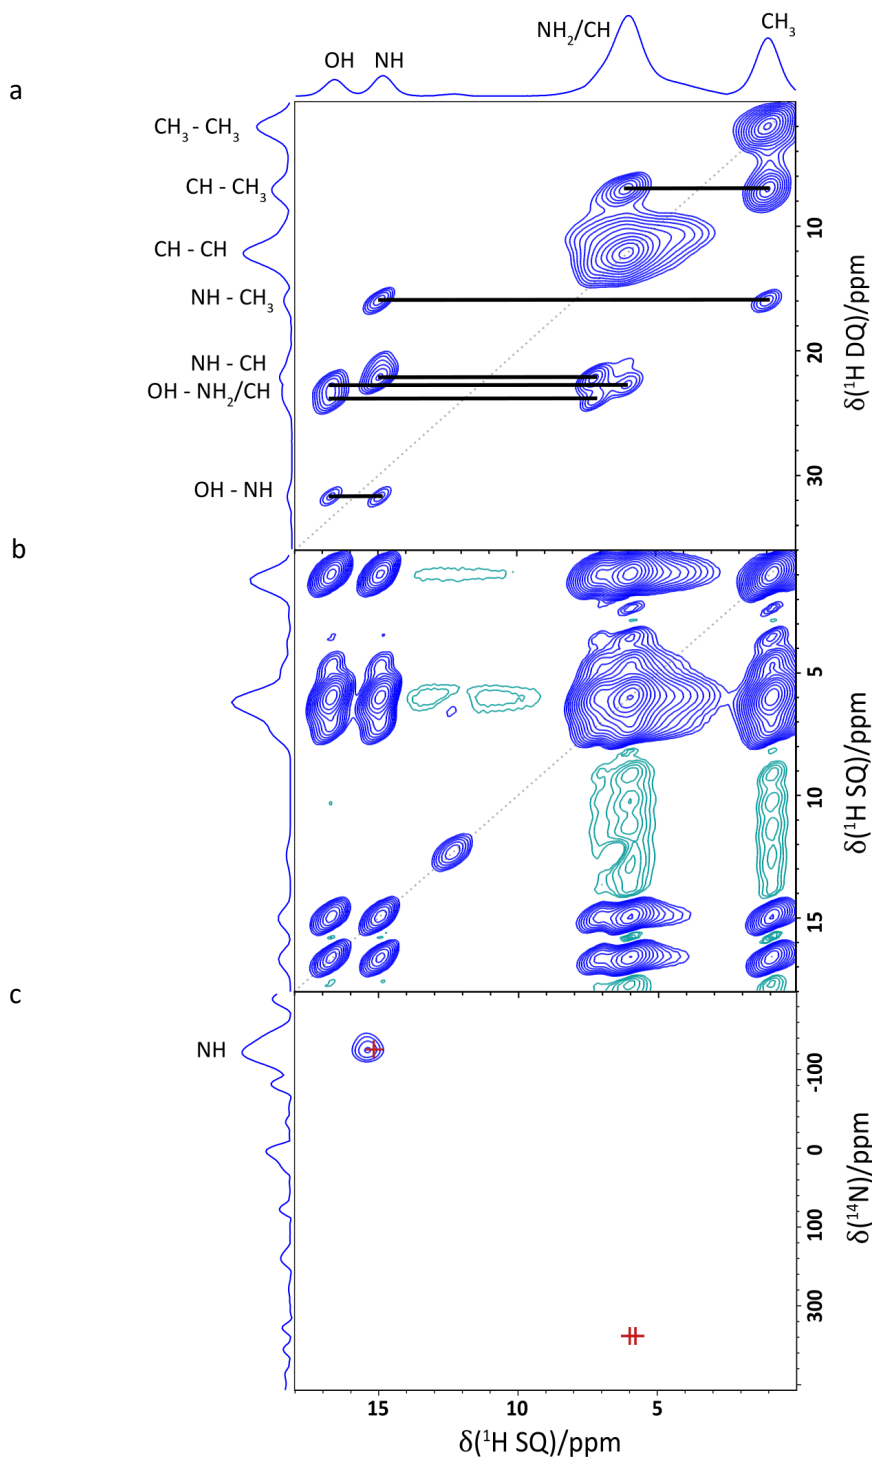 NH₂/CH
CH₃
OH
NH
a
CH₃ - CH₃
CH - CH₃
CH - CH
NH - CH₃
NH - CH
OH - NH₂/CH
OH - NH
10
20
30
δ(¹H DQ)/ppm
b
5
10
15
δ(¹H SQ)/ppm
c
NH
-100
0
100
300
δ(¹⁴N)/ppm
15
10
5
δ(¹H SQ)/ppm